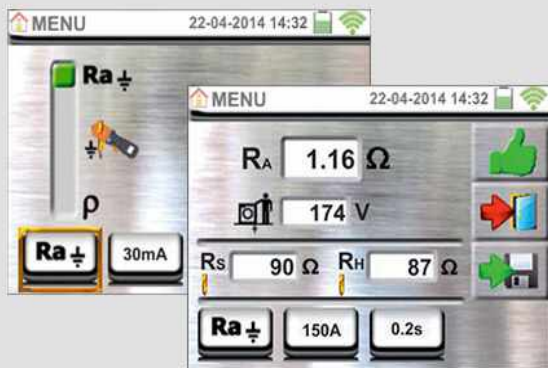 MENU 22-04-2014 14:32
Ra
ρ
Ra 30mA
MENU 22-04-2014 14:32
RA 1.16 Ω
174 V
RS 90 Ω RH 87 Ω
Ra 150A 0.2s